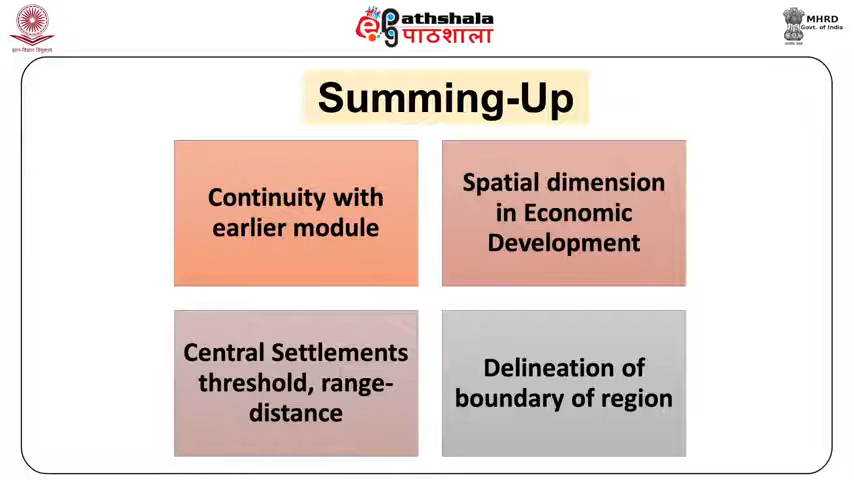 Pathshala
पाठशाला
MHRD
Govt. of India
Summing-Up
Continuity with
earlier module
Spatial dimension
in Economic
Development
Central Settlements
threshold, range-
distance
Delineation of
boundary of region